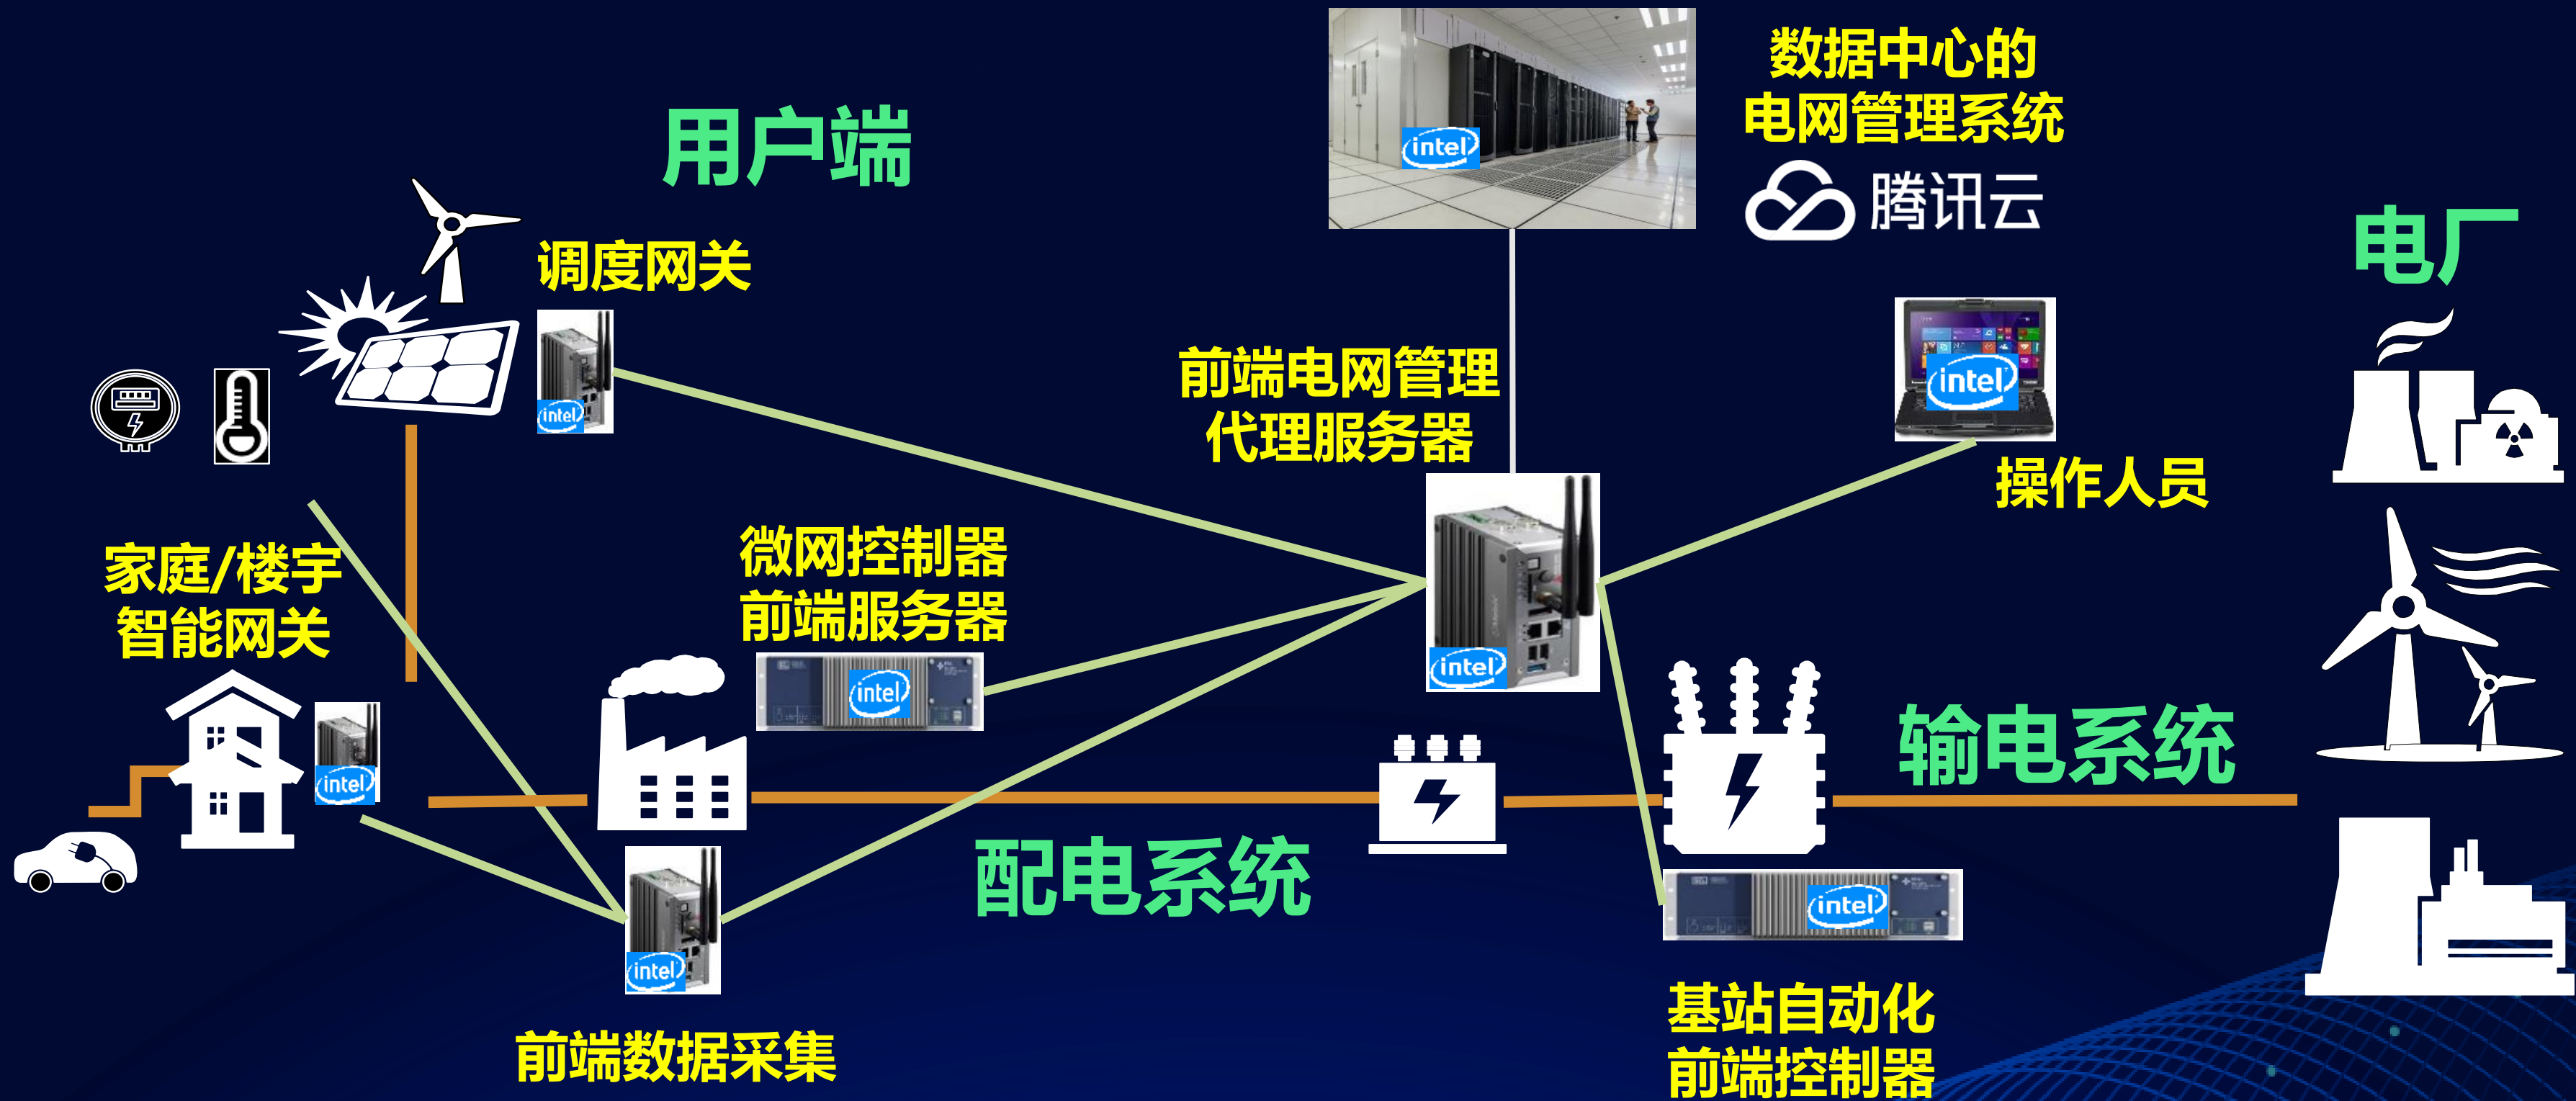 数据中心的
电网管理系统
腾讯云
用户端
电厂
调度网关
前端电网管理
代理服务器
操作人员
家庭/楼宇
智能网关
微网控制器
前端服务器
输电系统
配电系统
前端数据采集
基站自动化
前端控制器
intel
intel
intel
intel
intel
intel
intel
intel